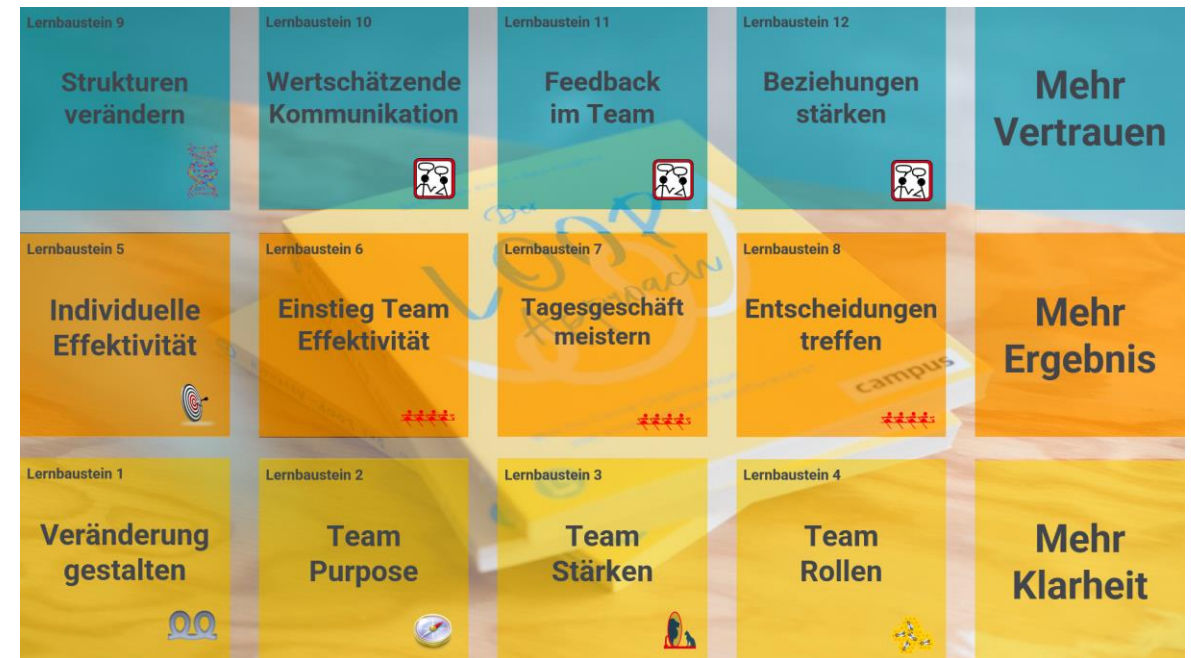 Lernbaustein 9
Strukturen
verändern
Lernbaustein 10
Wertschätzende
Kommunikation
Lernbaustein 11
Feedback
im Team
Lernbaustein 12
Beziehungen
stärken
Mehr
Vertrauen
Lernbaustein 5
Individuelle
Effektivität
Lernbaustein 6
Einstieg Team
Effektivität
Lernbaustein 7
Tagesgeschäft
meistern
Lernbaustein 8
Entscheidungen
treffen
Mehr
Ergebnis
Lernbaustein 1
Veränderung
gestalten
Lernbaustein 2
Team
Purpose
Lernbaustein 3
Team
Stärken
Lernbaustein 4
Team
Rollen
Mehr
Klarheit
Der
LOOP
Approach
campus